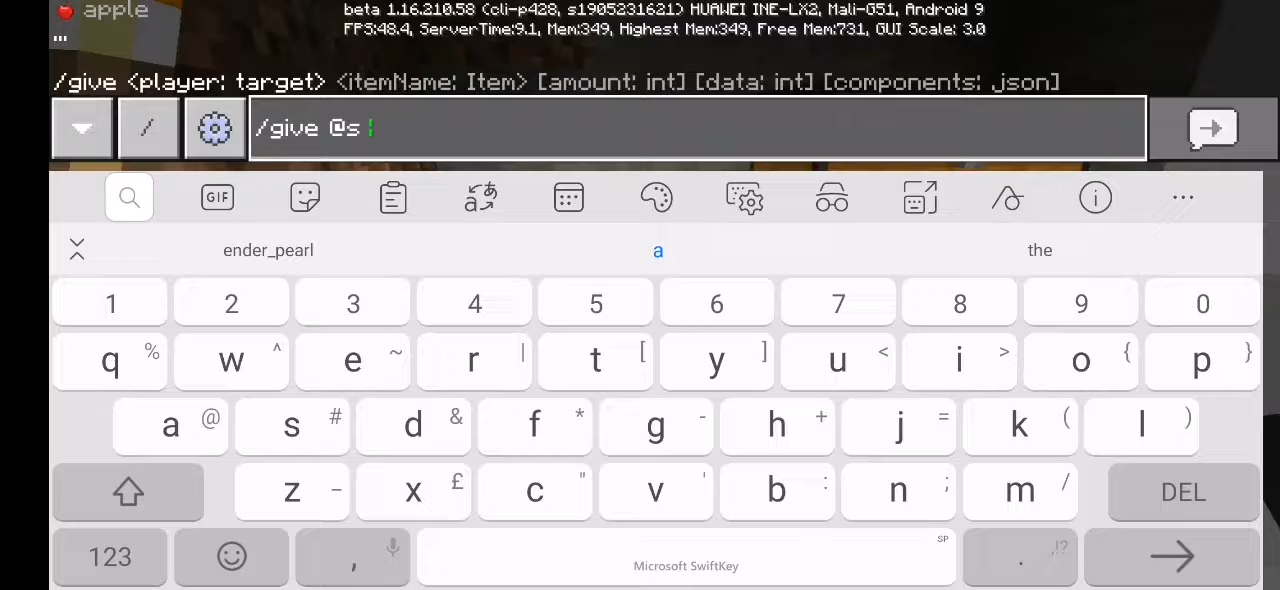 apple
beta 1.16.210.58 (cli-p428, s1905231621) HUAWEI INE-LX2, Mali-G51, Android 9
...
FPS:48.4, ServerTime:9.1, Mem:349, Highest Mem:349, Free Mem:731, GUI Scale: 3.0
/give <player: target> <itemName: Item> [amount: int] [data: int] [components: .json]
/ /give @s
GIF
ender_pearl a the
1 2 3 4 5 6 7 8 9 0
q % w ^ e ~ r | t [ y ] u < i > o { p }
a @ s # d & f * g - h + j = k ( l )
z _ x £ c " v ' b : n ; m / DEL
123 , Microsoft SwiftKey SP . ,!?